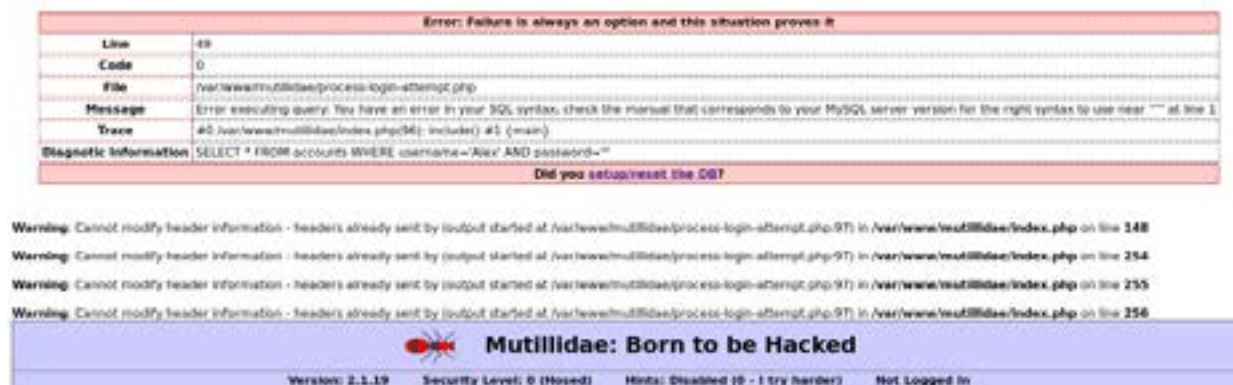 Error: Failure is always an option and this situation proves it
Line 49
Code 0
File /var/www/mutillidae/process-login-attempt.php
Message Error executing query: You have an error in your SQL syntax; check the manual that corresponds to your MySQL server version for the right syntax to use near ''''' at line 1
Trace #0 /var/www/mutillidae/index.php(96): include() #1 {main}
Diagnostic Information SELECT * FROM accounts WHERE username='Alex' AND password='''
Did you setup/reset the DB?
Warning: Cannot modify header information - headers already sent by (output started at /var/www/mutillidae/process-login-attempt.php:97) in /var/www/mutillidae/index.php on line 148
Warning: Cannot modify header information - headers already sent by (output started at /var/www/mutillidae/process-login-attempt.php:97) in /var/www/mutillidae/index.php on line 254
Warning: Cannot modify header information - headers already sent by (output started at /var/www/mutillidae/process-login-attempt.php:97) in /var/www/mutillidae/index.php on line 255
Warning: Cannot modify header information - headers already sent by (output started at /var/www/mutillidae/process-login-attempt.php:97) in /var/www/mutillidae/index.php on line 256
Mutillidae: Born to be Hacked
Version: 2.1.19 Security Level: 0 (Hosed) Hints: Disabled (0 - I try harder) Not Logged In